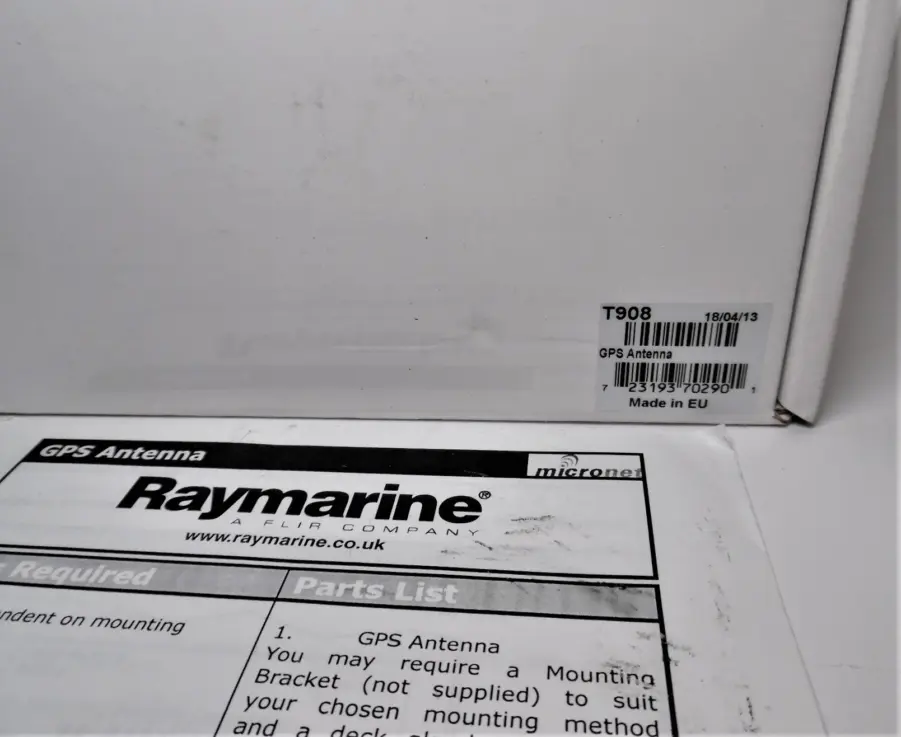 T908 18/04/13
GPS Antenna
7 23193 70290 1
Made in EU
GPS Antenna
micronet
Raymarine®
A FLIR COMPANY
www.raymarine.co.uk
Required
Parts List
ndent on mounting
1. GPS Antenna
You may require a Mounting
Bracket (not supplied) to suit
your chosen mounting method
and a deck